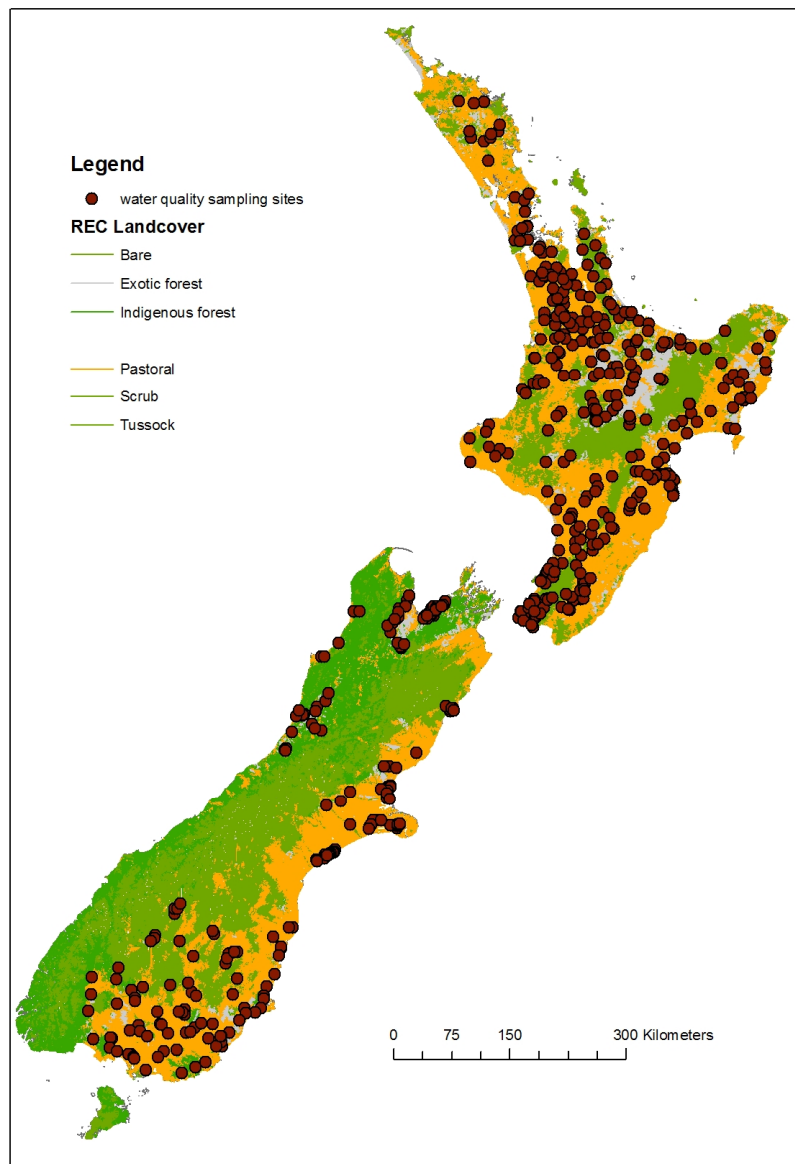 Legend
water quality sampling sites
REC Landcover
Bare
Exotic forest
Indigenous forest
Pastoral
Scrub
Tussock
0 75 150 300 Kilometers